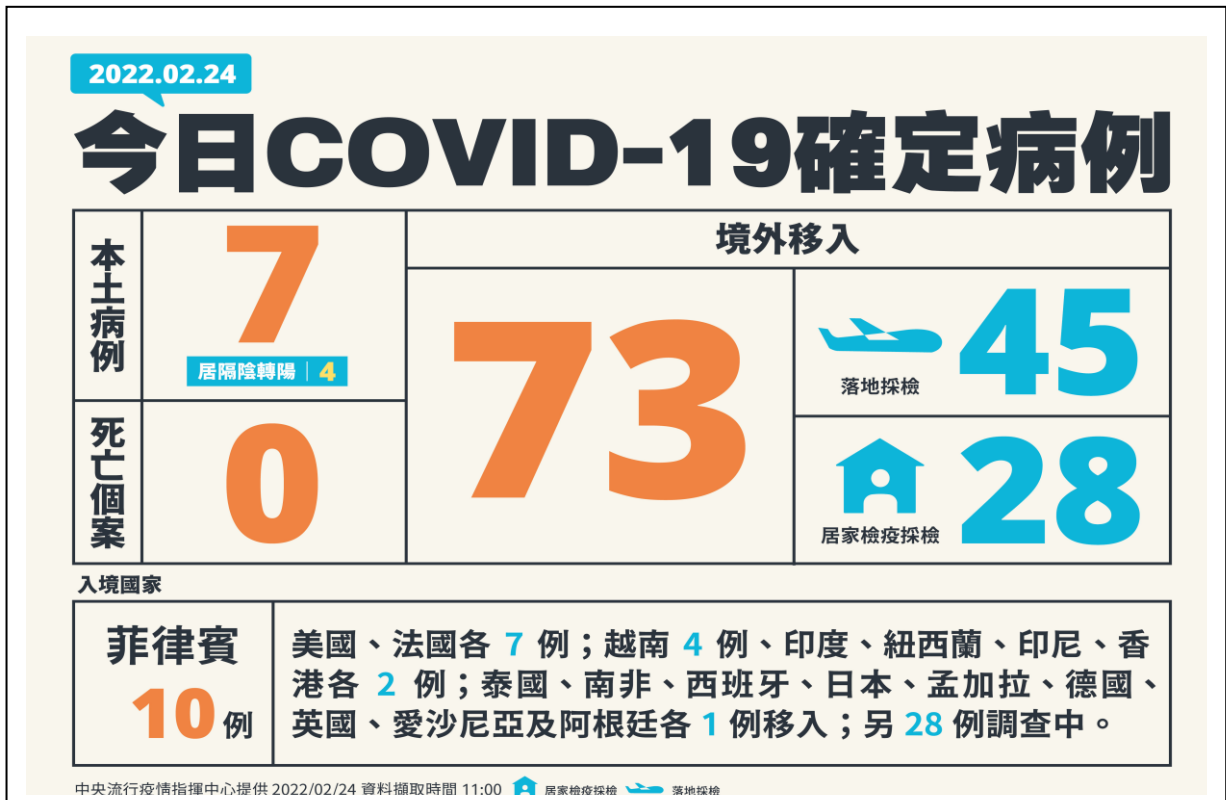 2022.02.24
今日COVID-19確定病例
本土病例
7
居隔陰轉陽 | 4
死亡個案
0
境外移入
73
落地採檢
45
居家檢疫採檢
28
入境國家
菲律賓
10例
美國、法國各 7 例；越南 4 例、印度、紐西蘭、印尼、香
港各 2 例；泰國、南非、西班牙、日本、孟加拉、德國、
英國、愛沙尼亞及阿根廷各 1 例移入；另 28 例調查中。
中央流行疫情指揮中心提供 2022/02/24 資料擷取時間 11:00 居家檢疫採檢 落地採檢